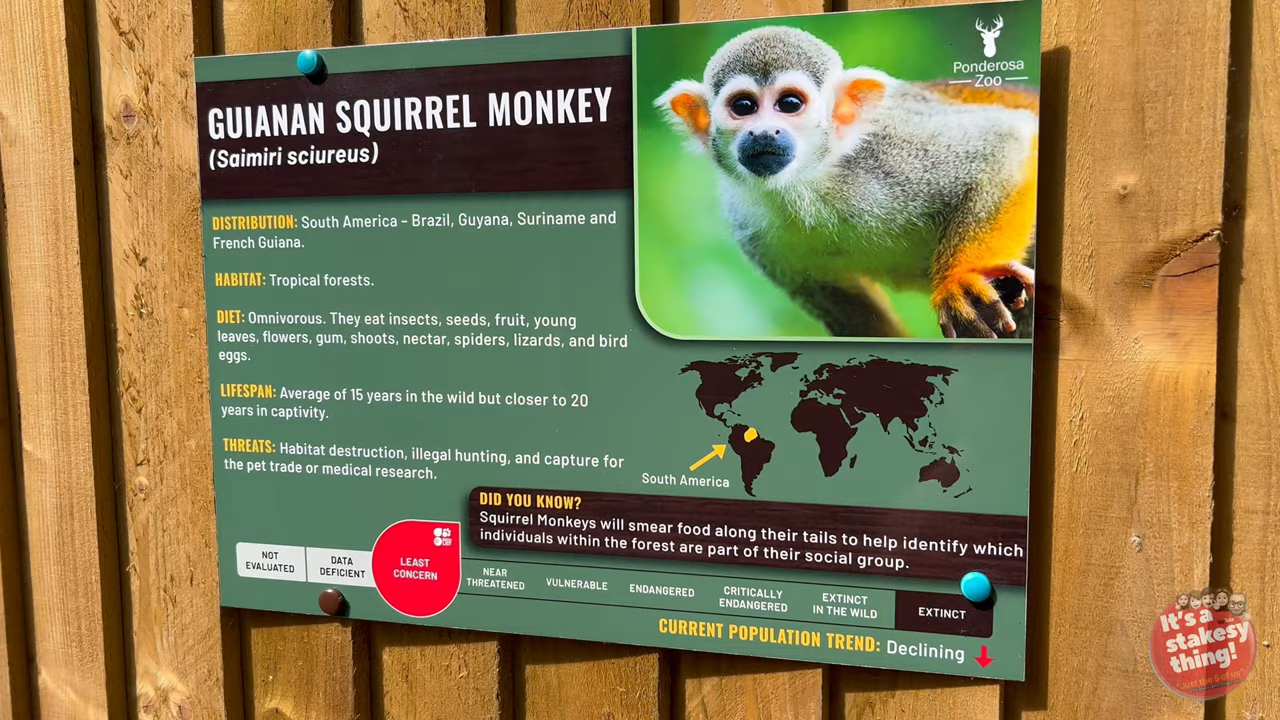 Ponderosa
Zoo
GUIANAN SQUIRREL MONKEY
(Saimiri sciureus)
DISTRIBUTION: South America – Brazil, Guyana, Suriname and
French Guiana.
HABITAT: Tropical forests.
DIET: Omnivorous. They eat insects, seeds, fruit, young
leaves, flowers, gum, shoots, nectar, spiders, lizards, and bird
eggs.
LIFESPAN: Average of 15 years in the wild but closer to 20
years in captivity.
THREATS: Habitat destruction, illegal hunting, and capture for
the pet trade or medical research.
South America
DID YOU KNOW?
Squirrel Monkeys will smear food along their tails to help identify which
individuals within the forest are part of their social group.
NOT
EVALUATED
DATA
DEFICIENT
LEAST
CONCERN
NEAR
THREATENED
VULNERABLE
ENDANGERED
CRITICALLY
ENDANGERED
EXTINCT
IN THE WILD
EXTINCT
CURRENT POPULATION TREND: Declining
It's a
stakesy
thing!
"Just the 5 of us"